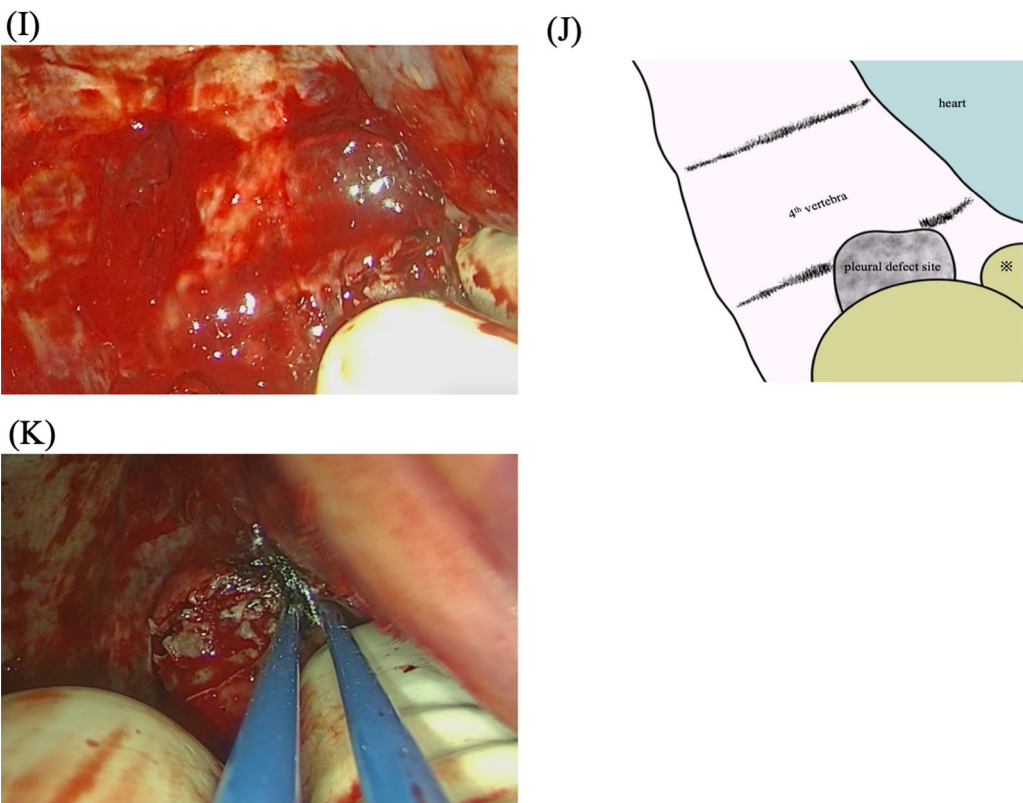 (I)
(J)
heart
4th vertebra
pleural defect site
※
(K)